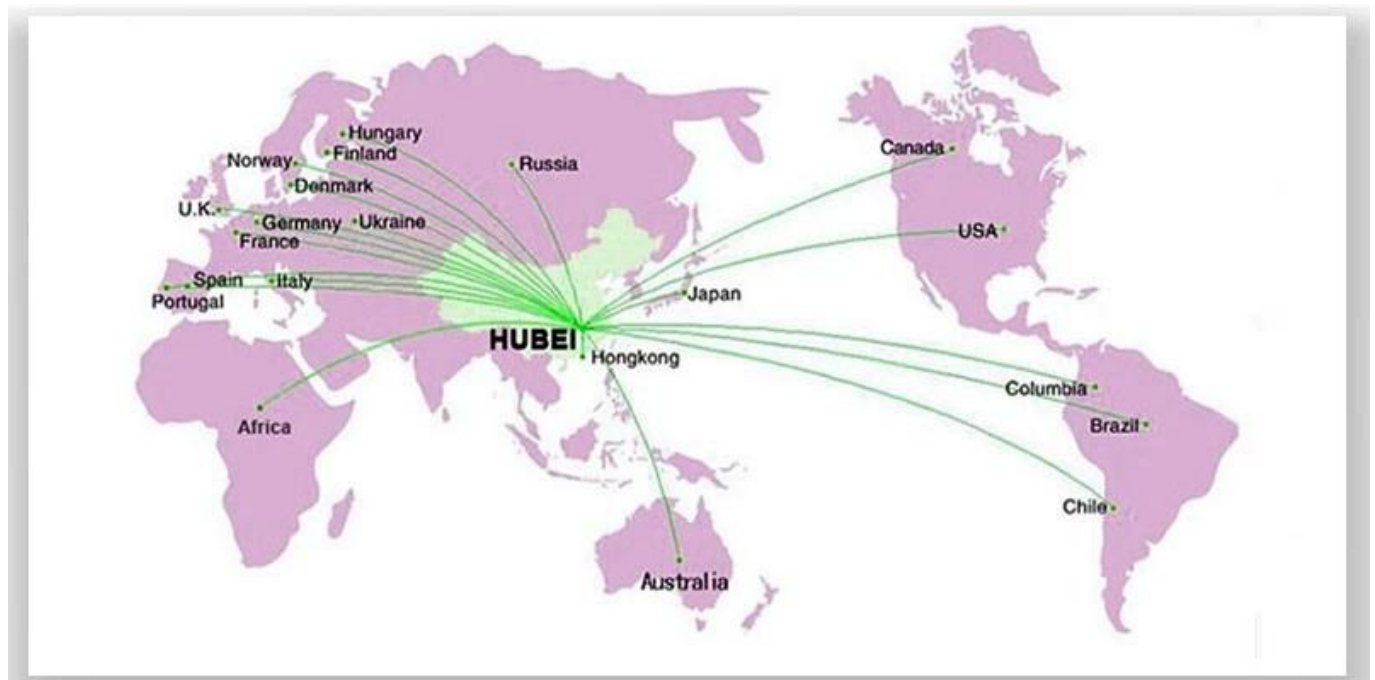 Hungary
Finland
Norway
Russia
Canada
Denmark
U.K.
Germany
Ukraine
USA
France
Spain
Italy
Japan
Portugal
HUBEI
Hongkong
Columbia
Africa
Brazil
Chile
Australia